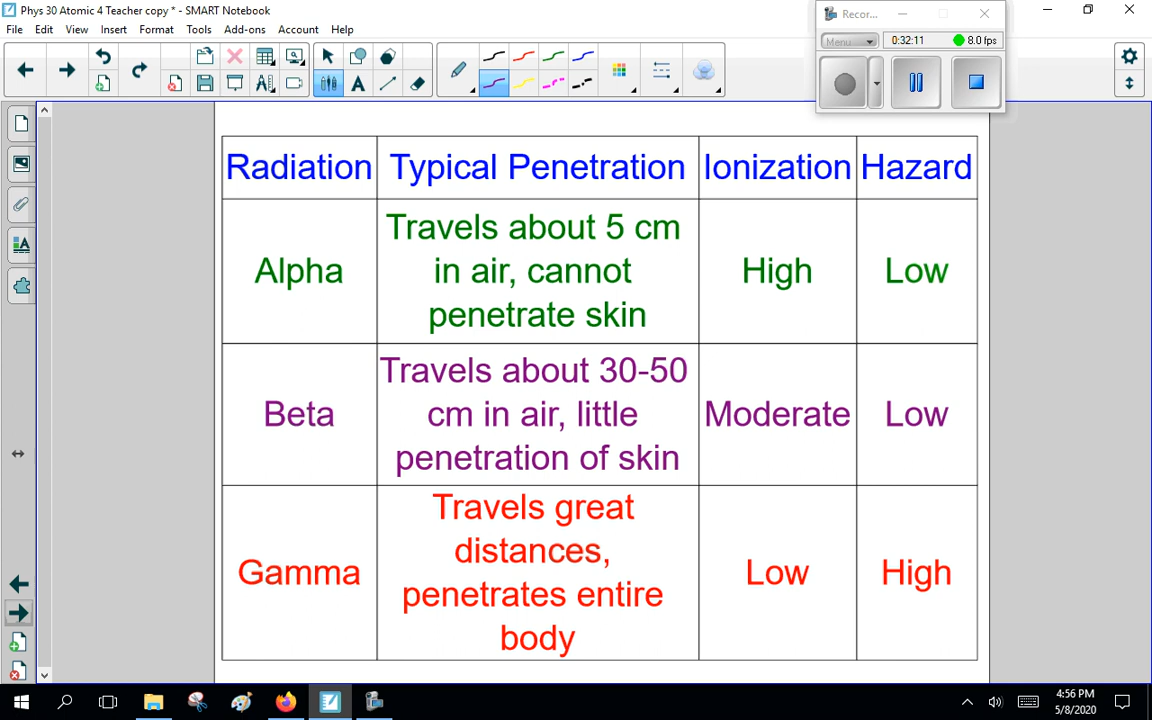 Phys 30 Atomic 4 Teacher copy * - SMART Notebook
File Edit View Insert Format Tools Add-ons Account Help
Recor...
Menu
0:32:11
8.0 fps
Radiation Typical Penetration Ionization Hazard
Travels about 5 cm
Alpha in air, cannot High Low
penetrate skin
Travels about 30-50
Beta cm in air, little Moderate Low
penetration of skin
Travels great
distances,
Gamma penetrates entire Low High
body
4:56 PM
5/8/2020